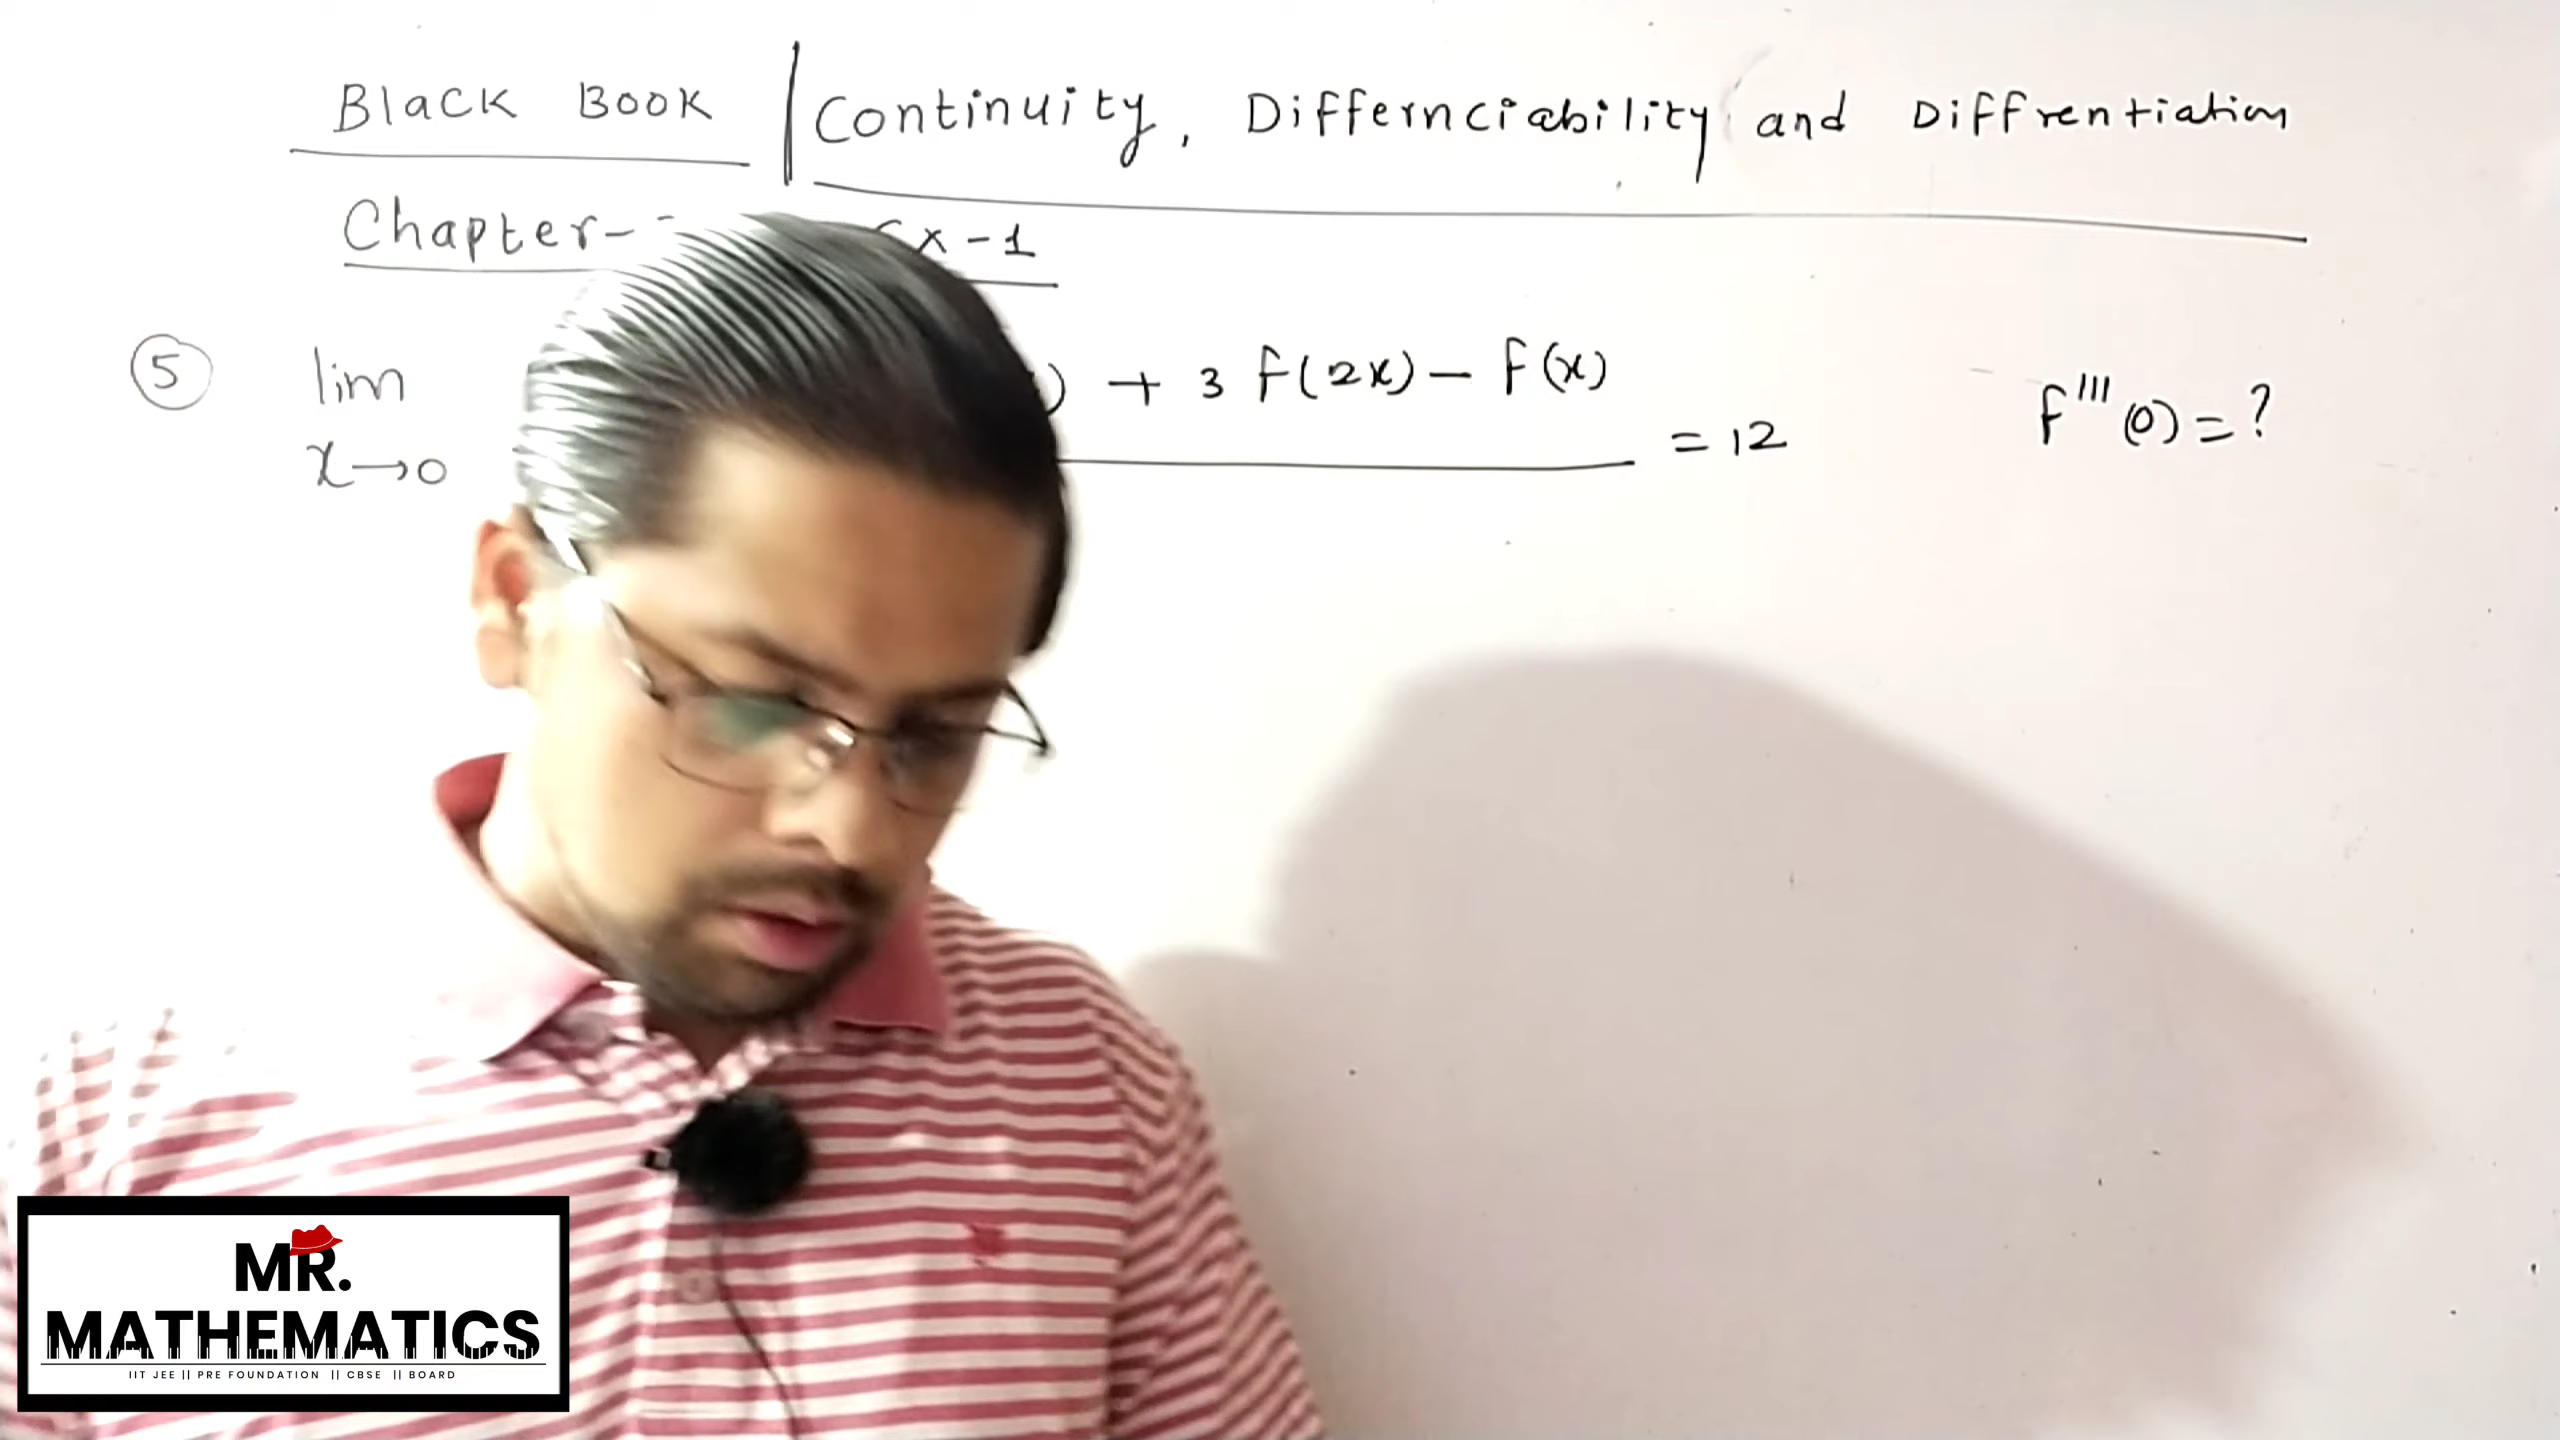 Black Book | Continuity, Differnciability and Diffrentiation
Chapter- x-1
5 lim ) + 3 f(2x) - f(x)
x→0 = 12 f'''(0) = ?
MR.
MATHEMATICS
IIT JEE || PRE FOUNDATION || CBSE || BOARD